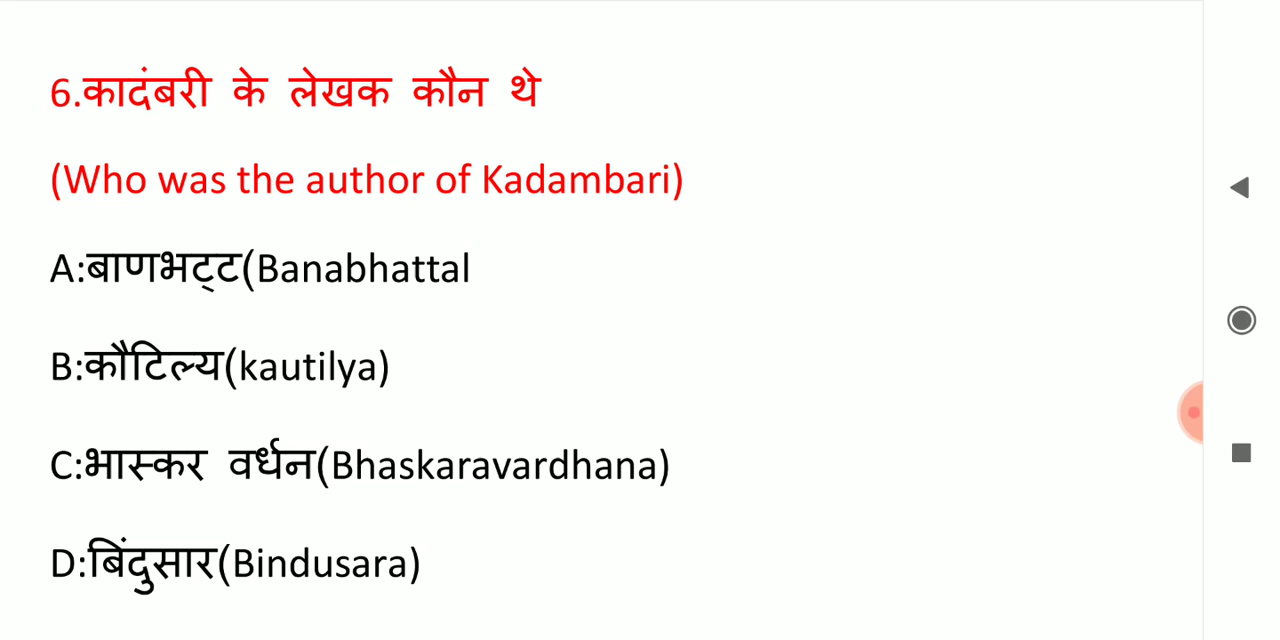 6.कादंबरी के लेखक कौन थे
(Who was the author of Kadambari)
A:बाणभट्ट(Banabhattal
B:कौटिल्य(kautilya)
C:भास्कर वर्धन(Bhaskaravardhana)
D:बिंदुसार(Bindusara)